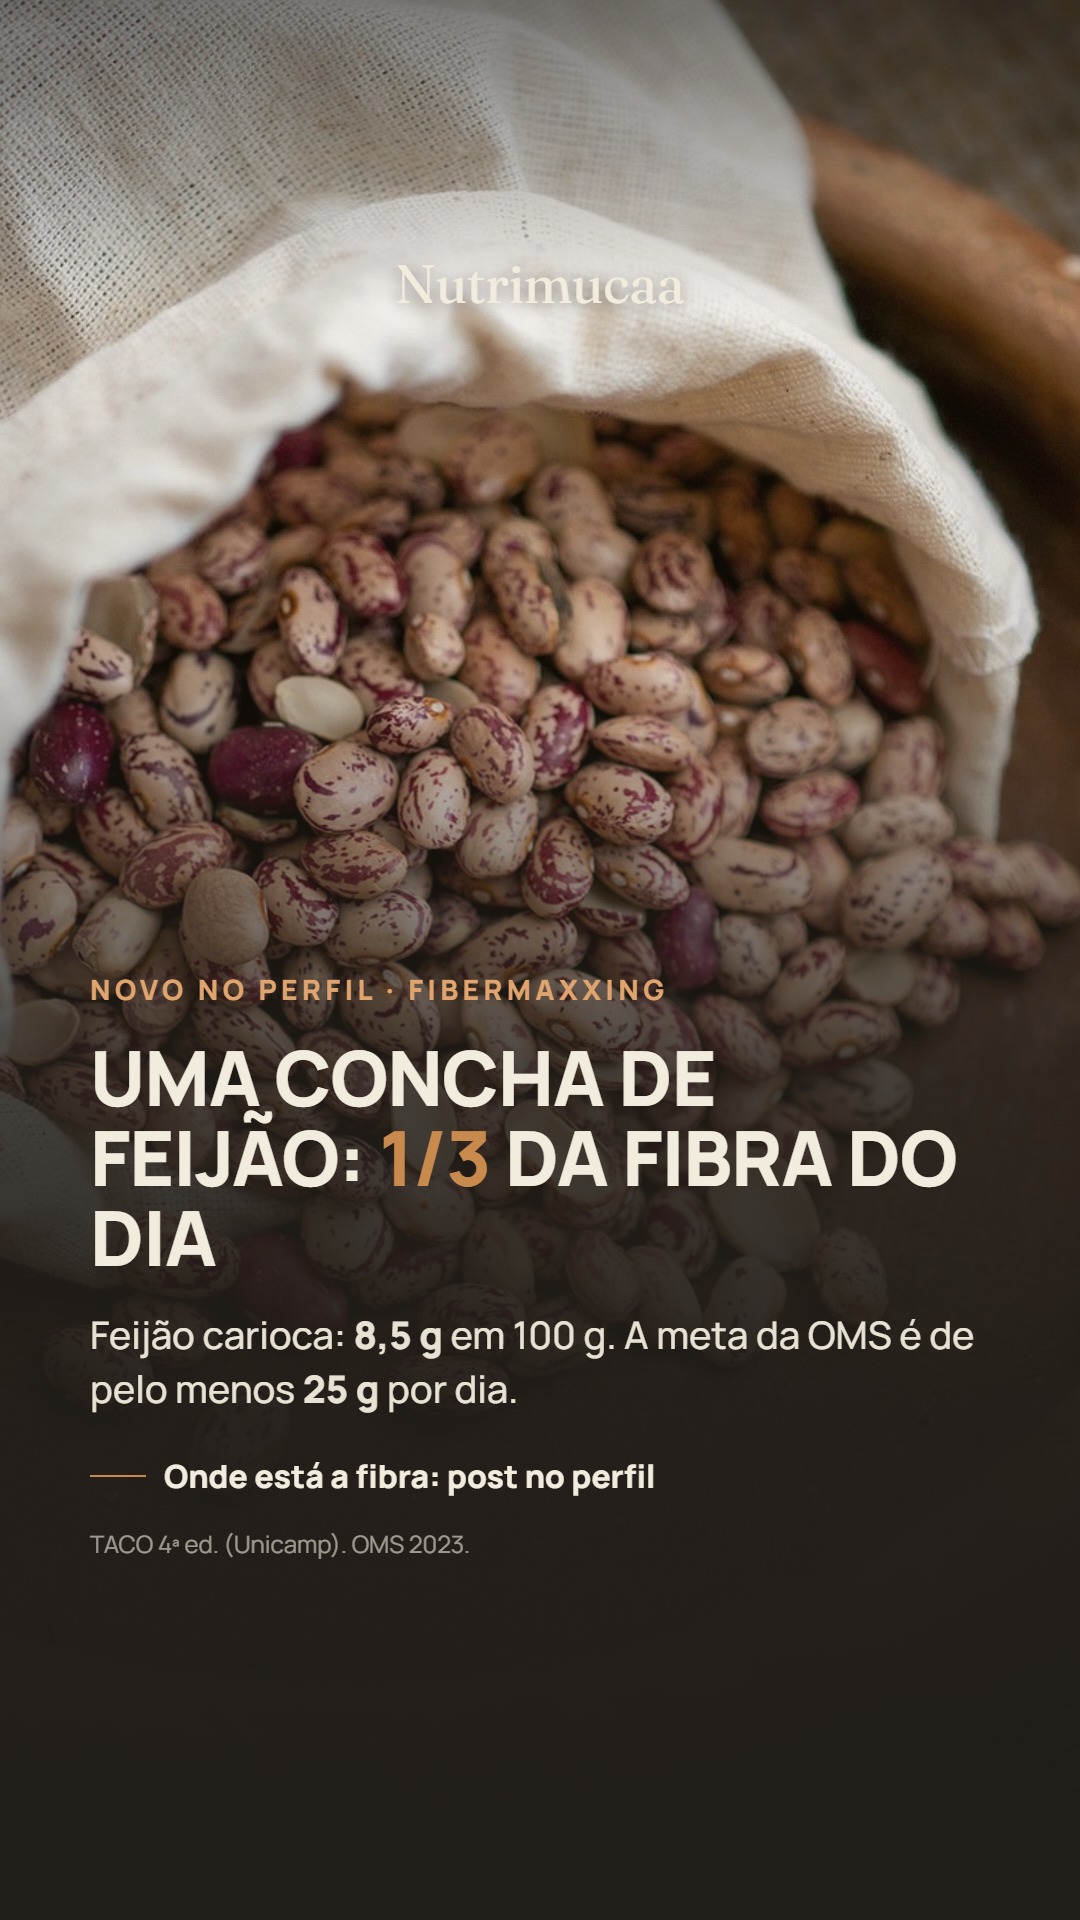 Nutrimucaa
NOVO NO PERFIL · FIBERMAXXING
UMA CONCHA DE
FEIJÃO: 1/3 DA FIBRA DO
DIA
Feijão carioca: 8,5 g em 100 g. A meta da OMS é de
pelo menos 25 g por dia.
Onde está a fibra: post no perfil
TACO 4ª ed. (Unicamp). OMS 2023.